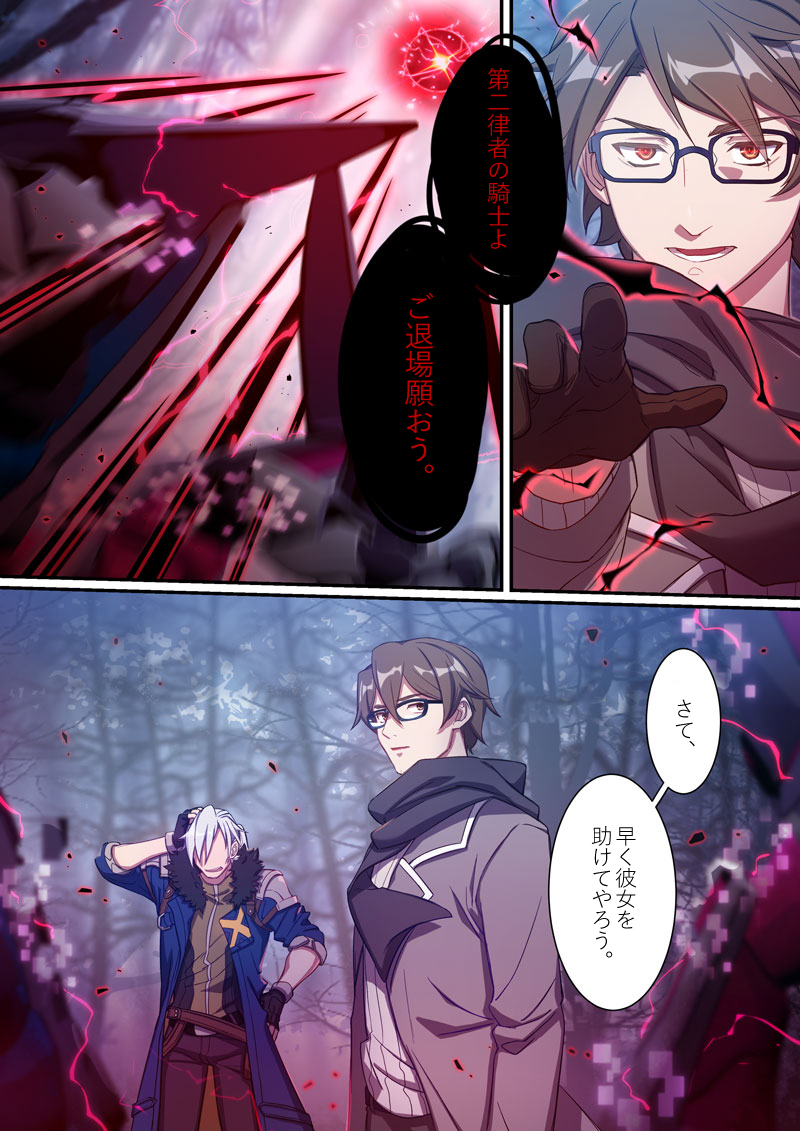 第二律者の騎士よ
ご退場願おう。
さて、
早く彼女を
助けてやろう。